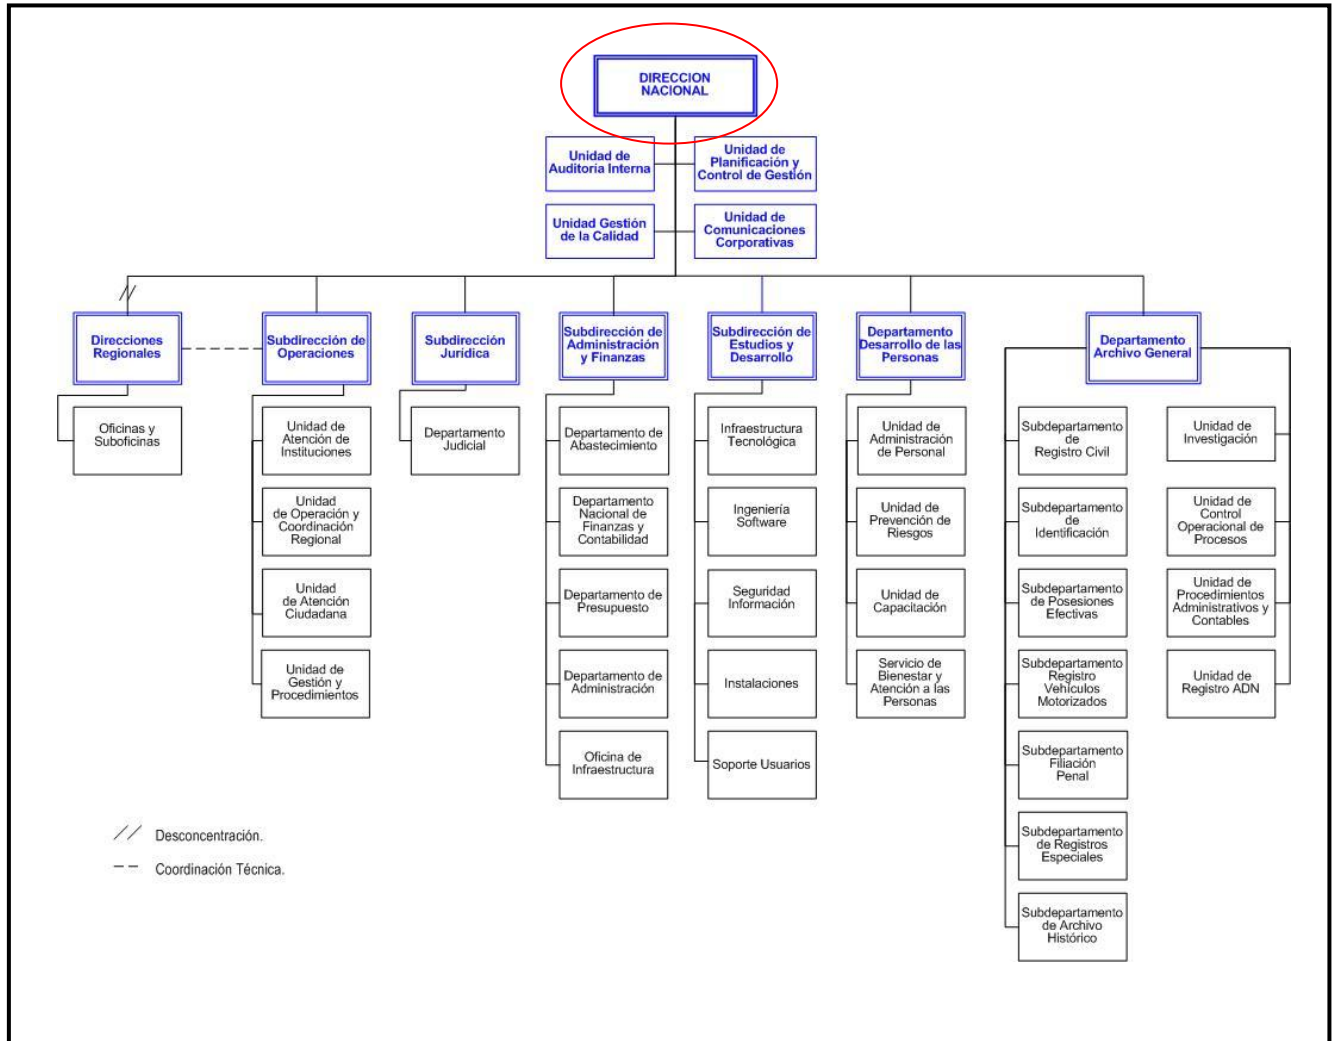 DIRECCION
NACIONAL
Unidad de
Auditoría Interna
Unidad de
Planificación y
Control de Gestión
Unidad Gestión
de la Calidad
Unidad de
Comunicaciones
Corporativas
Direcciones
Regionales
Subdirección de
Operaciones
Subdirección
Jurídica
Subdirección de
Administración
y Finanzas
Subdirección de
Estudios y
Desarrollo
Departamento
Desarrollo de las
Personas
Departamento
Archivo General
Oficinas y
Suboficinas
Unidad de
Atención de
Instituciones
Unidad
de Operación y
Coordinación
Regional
Unidad
de Atención
Ciudadana
Unidad de
Gestión y
Procedimientos
Departamento
Judicial
Departamento de
Abastecimiento
Departamento
Nacional de
Finanzas y
Contabilidad
Departamento de
Presupuesto
Departamento de
Administración
Oficina de
Infraestructura
Infraestructura
Tecnológica
Ingeniería
Software
Seguridad
Información
Instalaciones
Soporte Usuarios
Unidad de
Administración
de Personal
Unidad de
Prevención de
Riesgos
Unidad de
Capacitación
Servicio de
Bienestar y
Atención a las
Personas
Subdepartamento
de
Registro Civil
Subdepartamento
de
Identificación
Subdepartamento
de Posesiones
Efectivas
Subdepartamento
Registro
Vehículos
Motorizados
Subdepartamento
Filiación
Penal
Subdepartamento
de Registros
Especiales
Subdepartamento
de Archivo
Histórico
Unidad de
Investigación
Unidad de
Control
Operacional de
Procesos
Unidad de
Procedimientos
Administrativos y
Contables
Unidad de
Registro ADN
Desconcentración.
Coordinación Técnica.